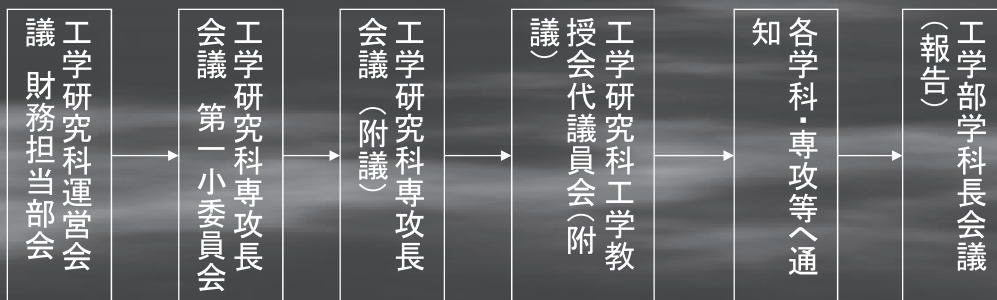 工学研究科運営会
議　財務担当部会
工学研究科専攻長
会議　第一小委員会
工学研究科専攻長
会議　（附議）
工学研究科工学教
授会代議員会（附
議）
各学科・専攻等へ通
知
工学部学科長会議
（報告）